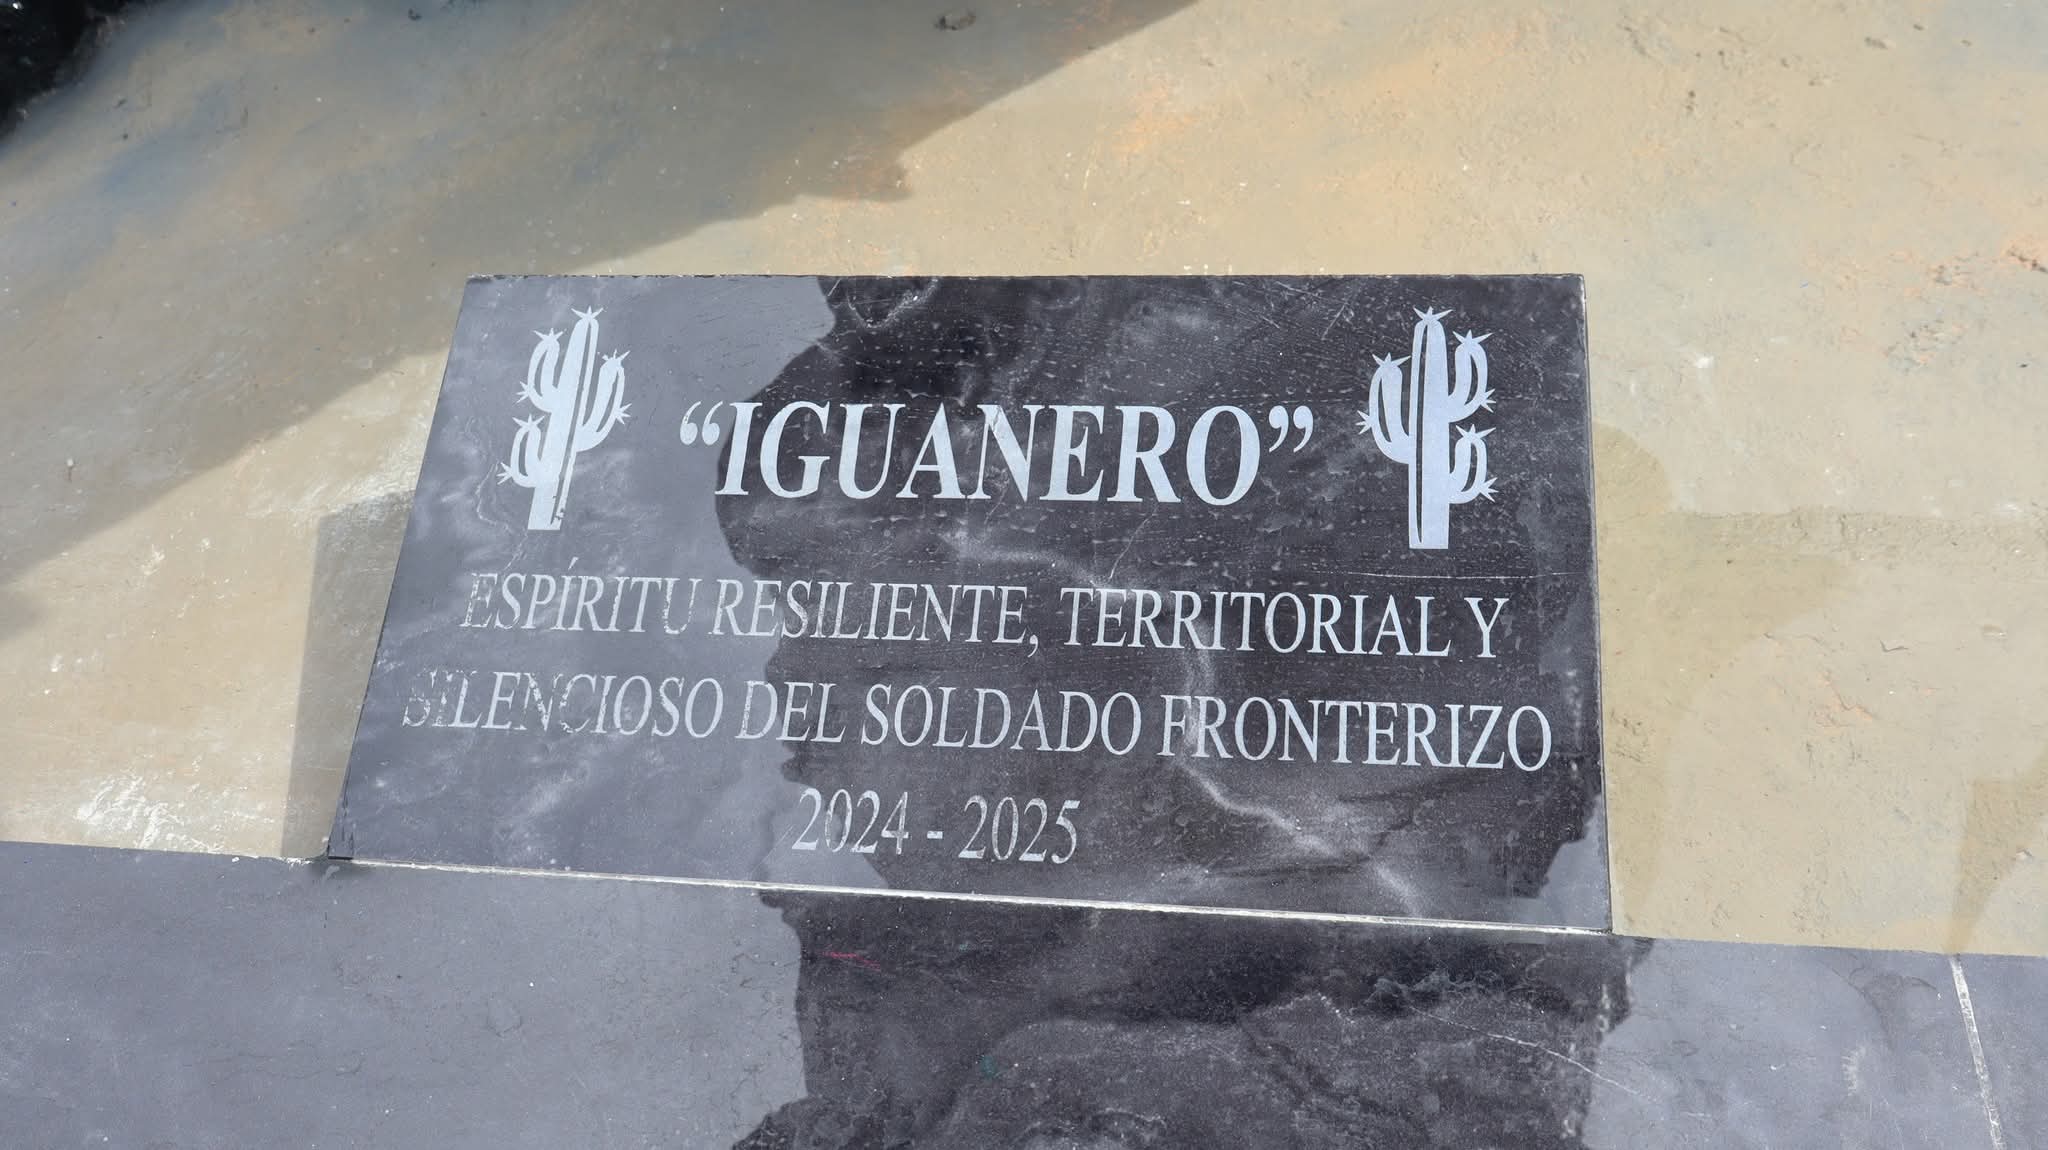 “IGUANERO”
ESPÍRITU RESILIENTE, TERRITORIAL Y
SILENCIOSO DEL SOLDADO FRONTERIZO
2024 - 2025